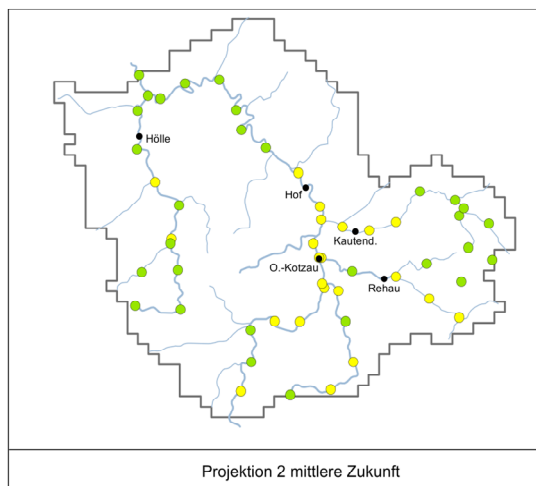 Hölle
Hof
Kautend.
O.-Kotzau
Rehau
Projektion 2 mittlere Zukunft